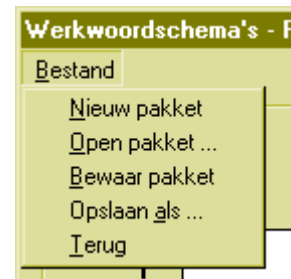 Werkwoordschema's -
Bestand
Nieuw pakket
Open pakket ...
Bewaar pakket
Opslaan als ...
Terug